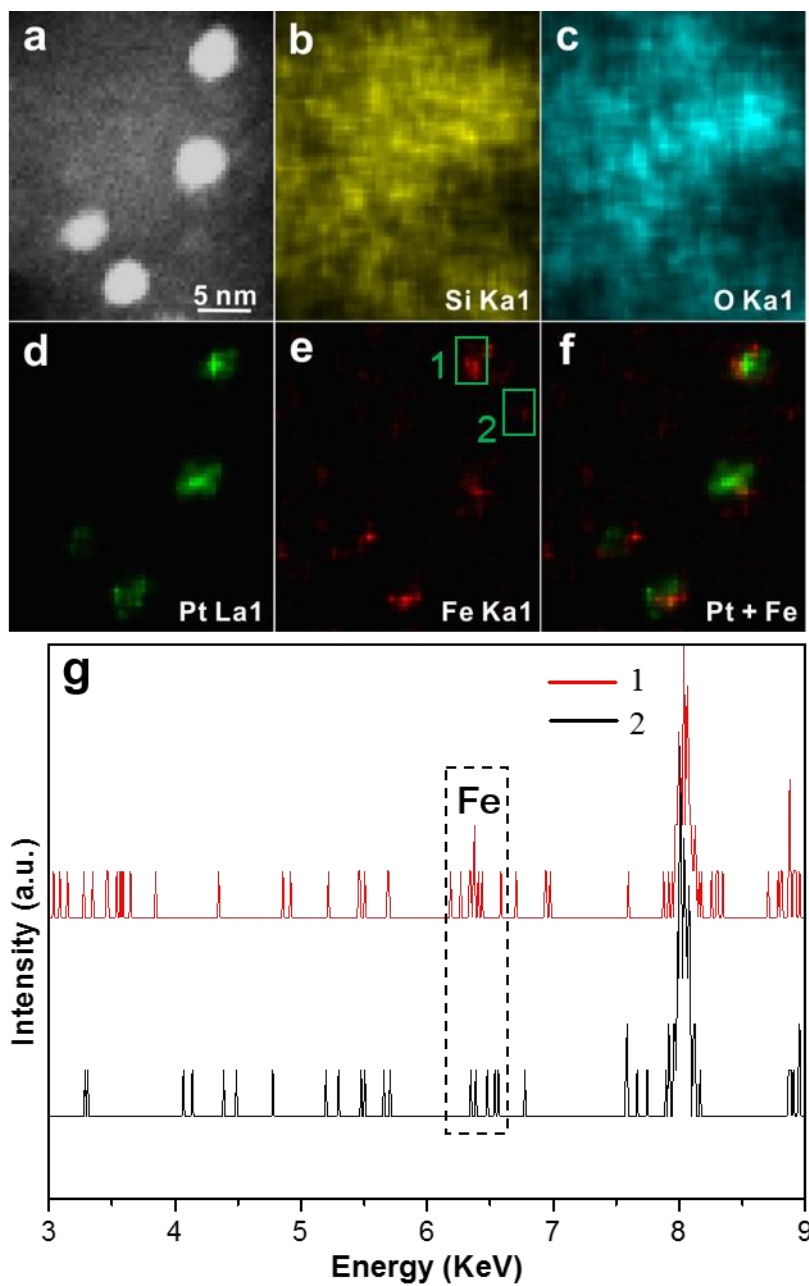 a
b
c
5 nm
Si Ka1
O Ka1
d
e
f
1
2
Pt La1
Fe Ka1
Pt + Fe
g
1
2
Fe
Intensity (a.u.)
3 4 5 6 7 8 9
Energy (KeV)